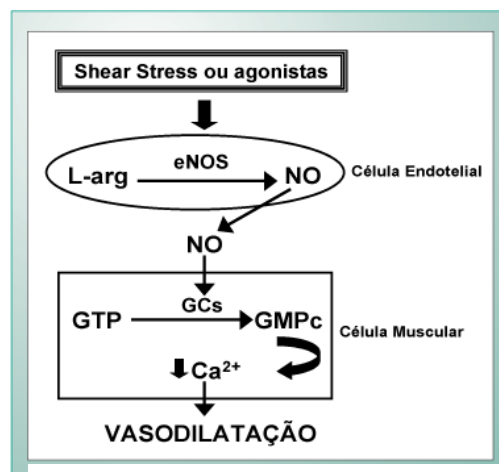 Shear Stress ou agonistas
eNOS
L-arg NO
Célula Endotelial
NO
GCs
GTP GMPc
Célula Muscular
Ca²⁺
VASODILATAÇÃO